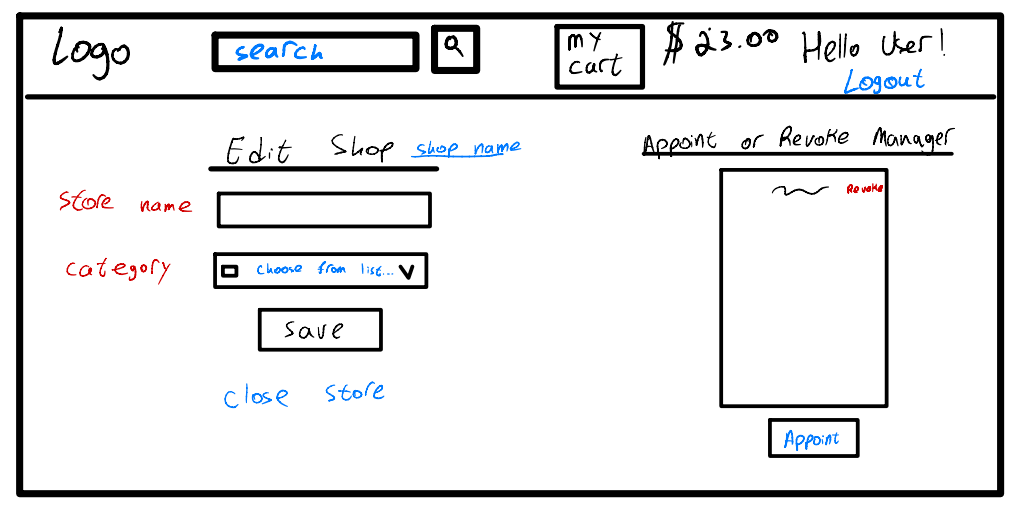 Logo
search
my cart
$ 23.00
Hello User!
Logout
Edit Shop shop name
Appoint or Revoke Manager
store name
Revoke
category
choose from list...
save
close store
Appoint